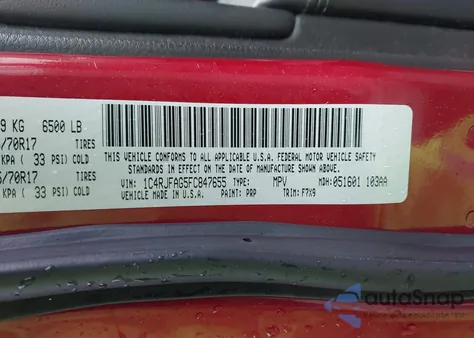 9 KG 6500 LB
/70R17 TIRES
KPA ( 33 PSI) COLD
/70R17 TIRES
KPA ( 33 PSI) COLD
THIS VEHICLE CONFORMS TO ALL APPLICABLE U.S.A. FEDERAL MOTOR VEHICLE SAFETY
STANDARDS IN EFFECT ON THE DATE OF MANUFACTURE SHOWN ABOVE.
VIN: 1C4RJFAG5FC847655 TYPE: MPV MDH: 051601 103AA
VEHICLE MADE IN U.S.A. PAINT: PRP TRIM: F7X9
autoSnap